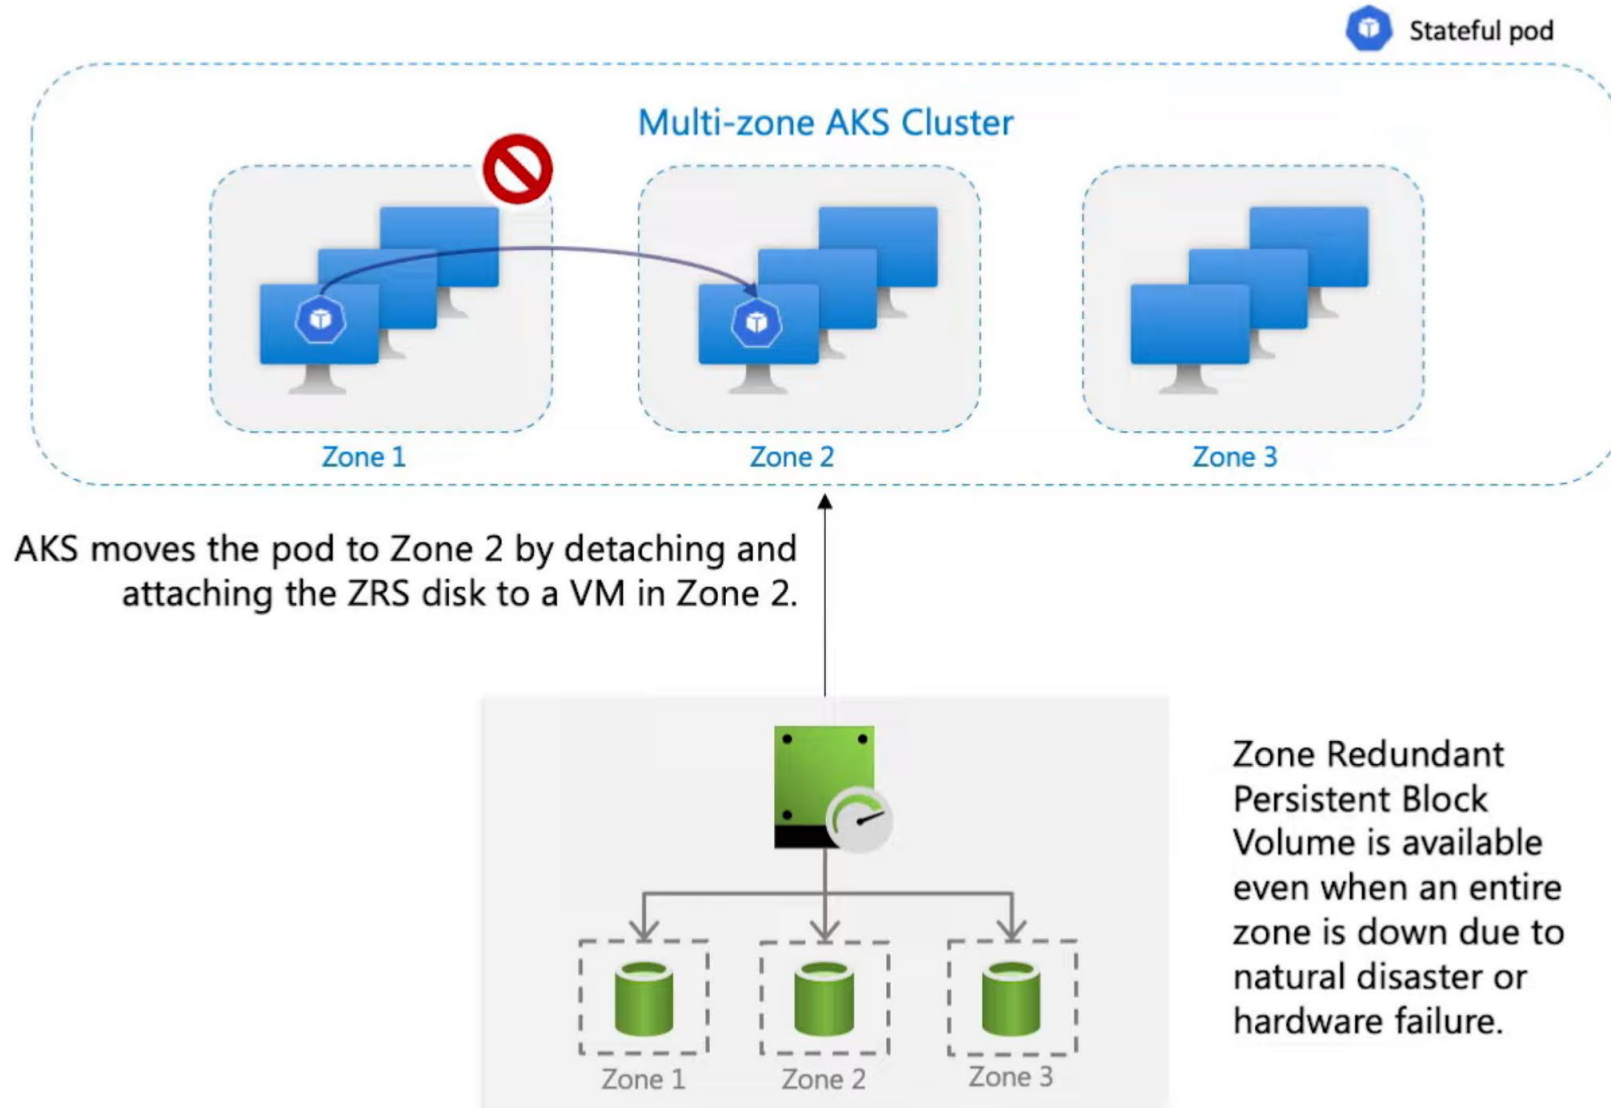 Stateful pod
Multi-zone AKS Cluster
Zone 1
Zone 2
Zone 3
AKS moves the pod to Zone 2 by detaching and
attaching the ZRS disk to a VM in Zone 2.
Zone Redundant
Persistent Block
Volume is available
even when an entire
zone is down due to
natural disaster or
hardware failure.
Zone 1
Zone 2
Zone 3